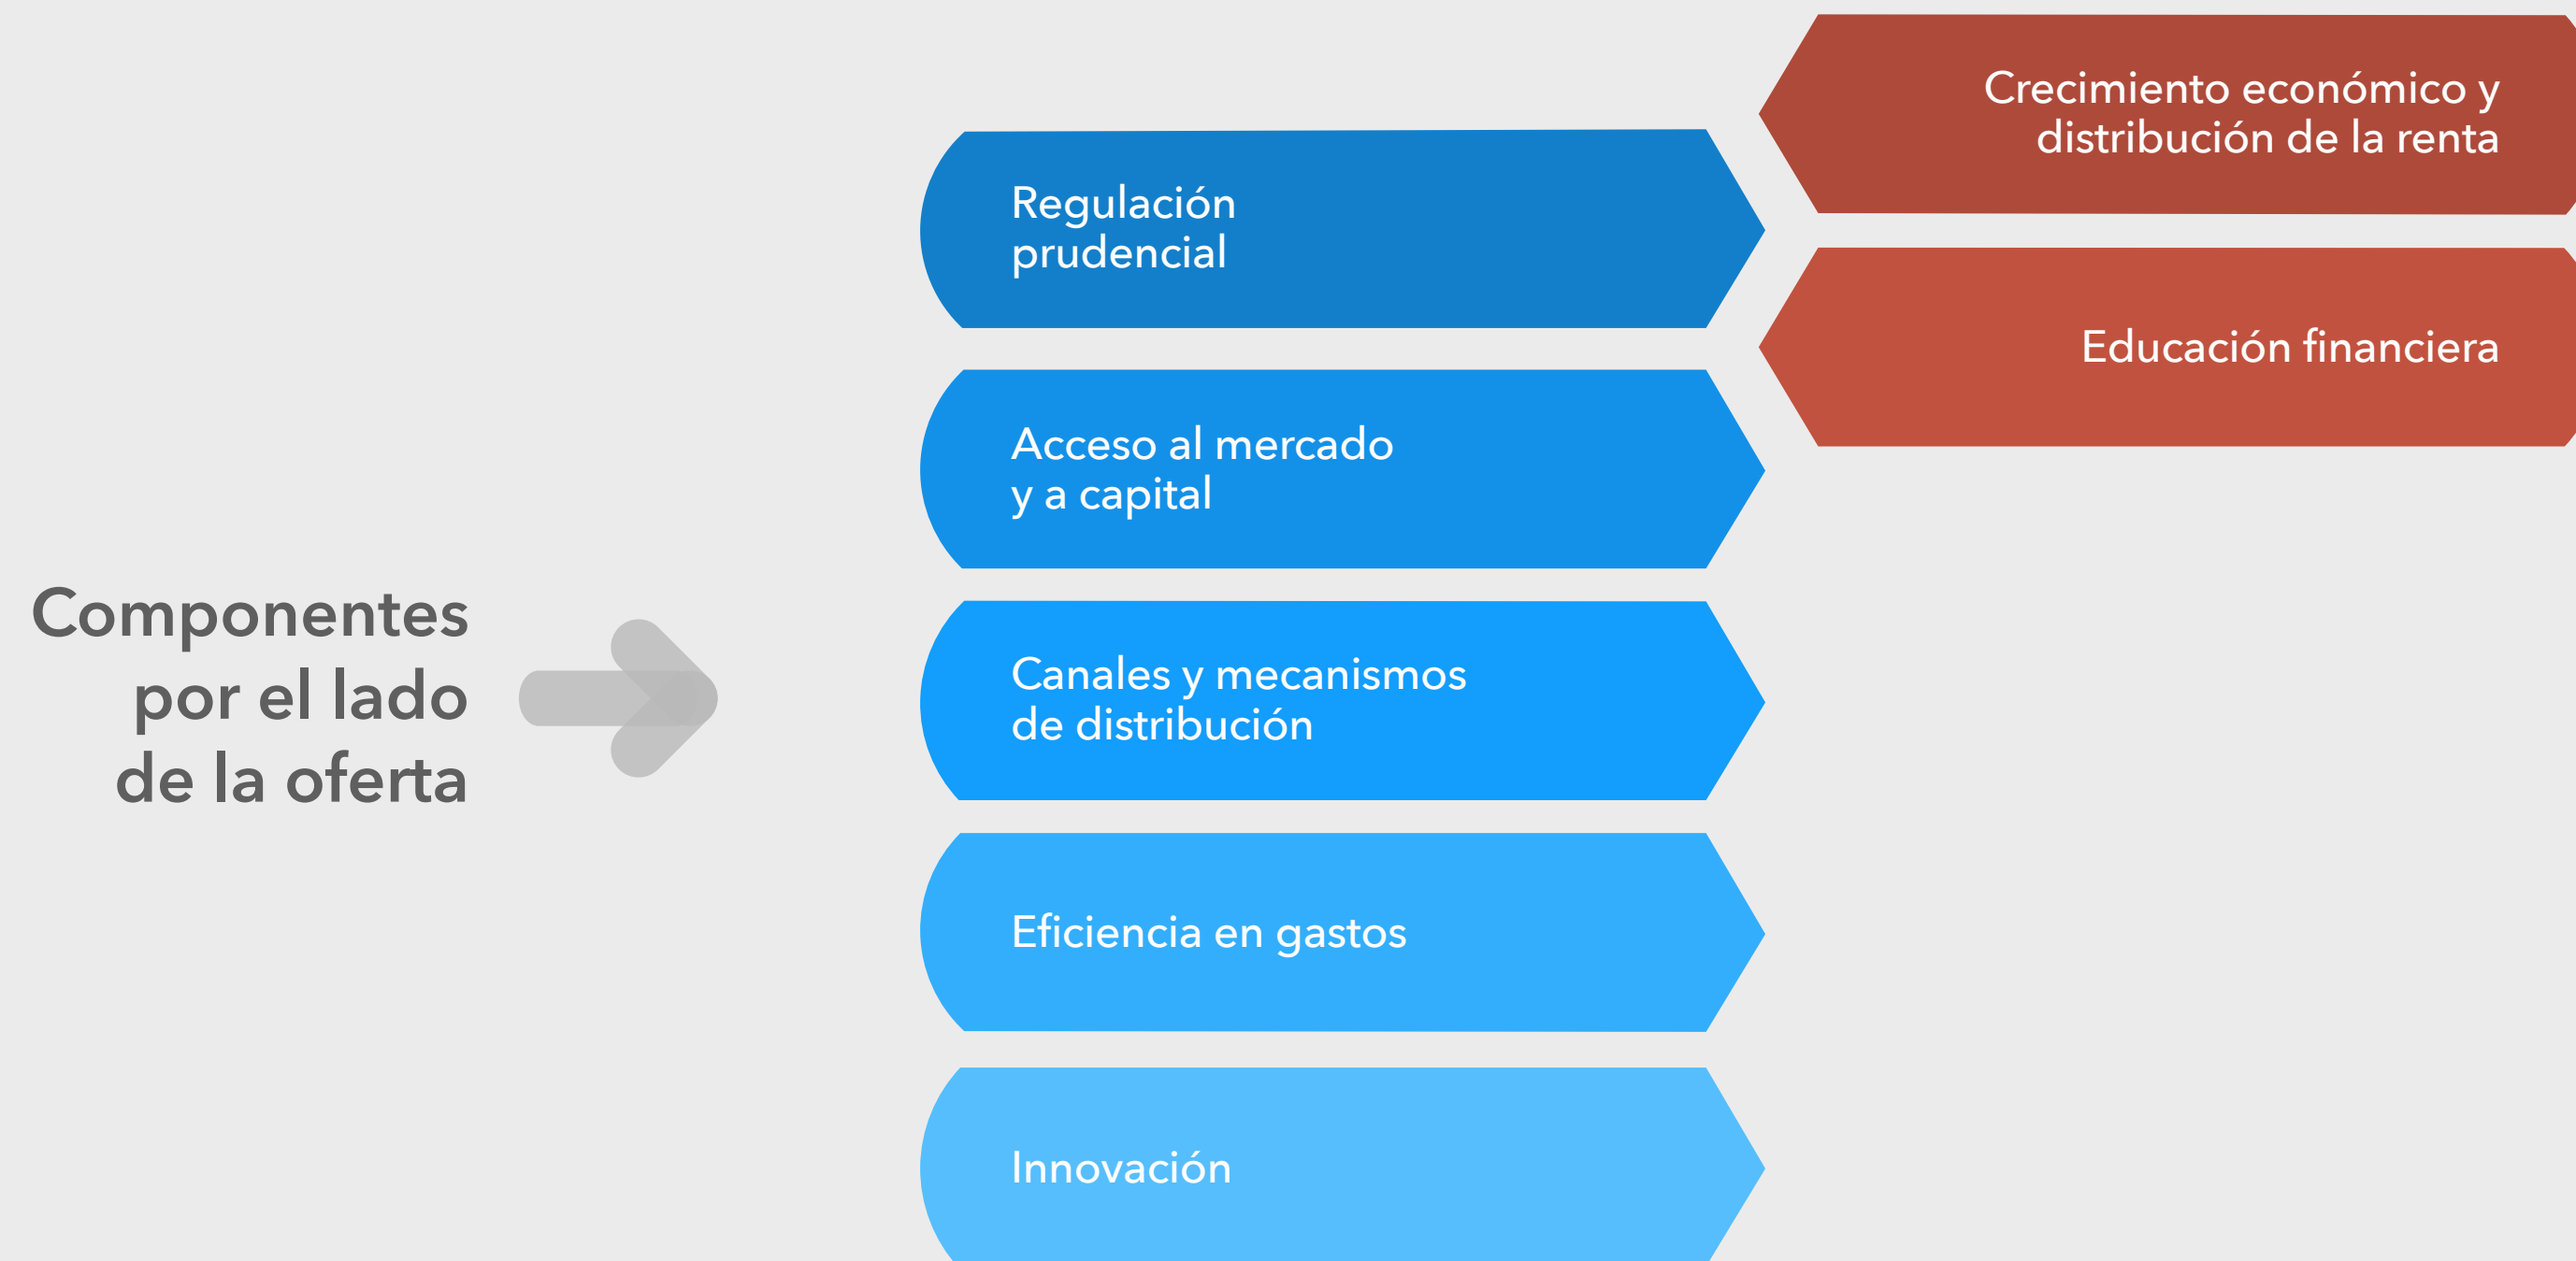 Componentes
por el lado
de la oferta
Regulación
prudencial
Acceso al mercado
y a capital
Canales y mecanismos
de distribución
Eficiencia en gastos
Innovación
Crecimiento económico y
distribución de la renta
Educación financiera